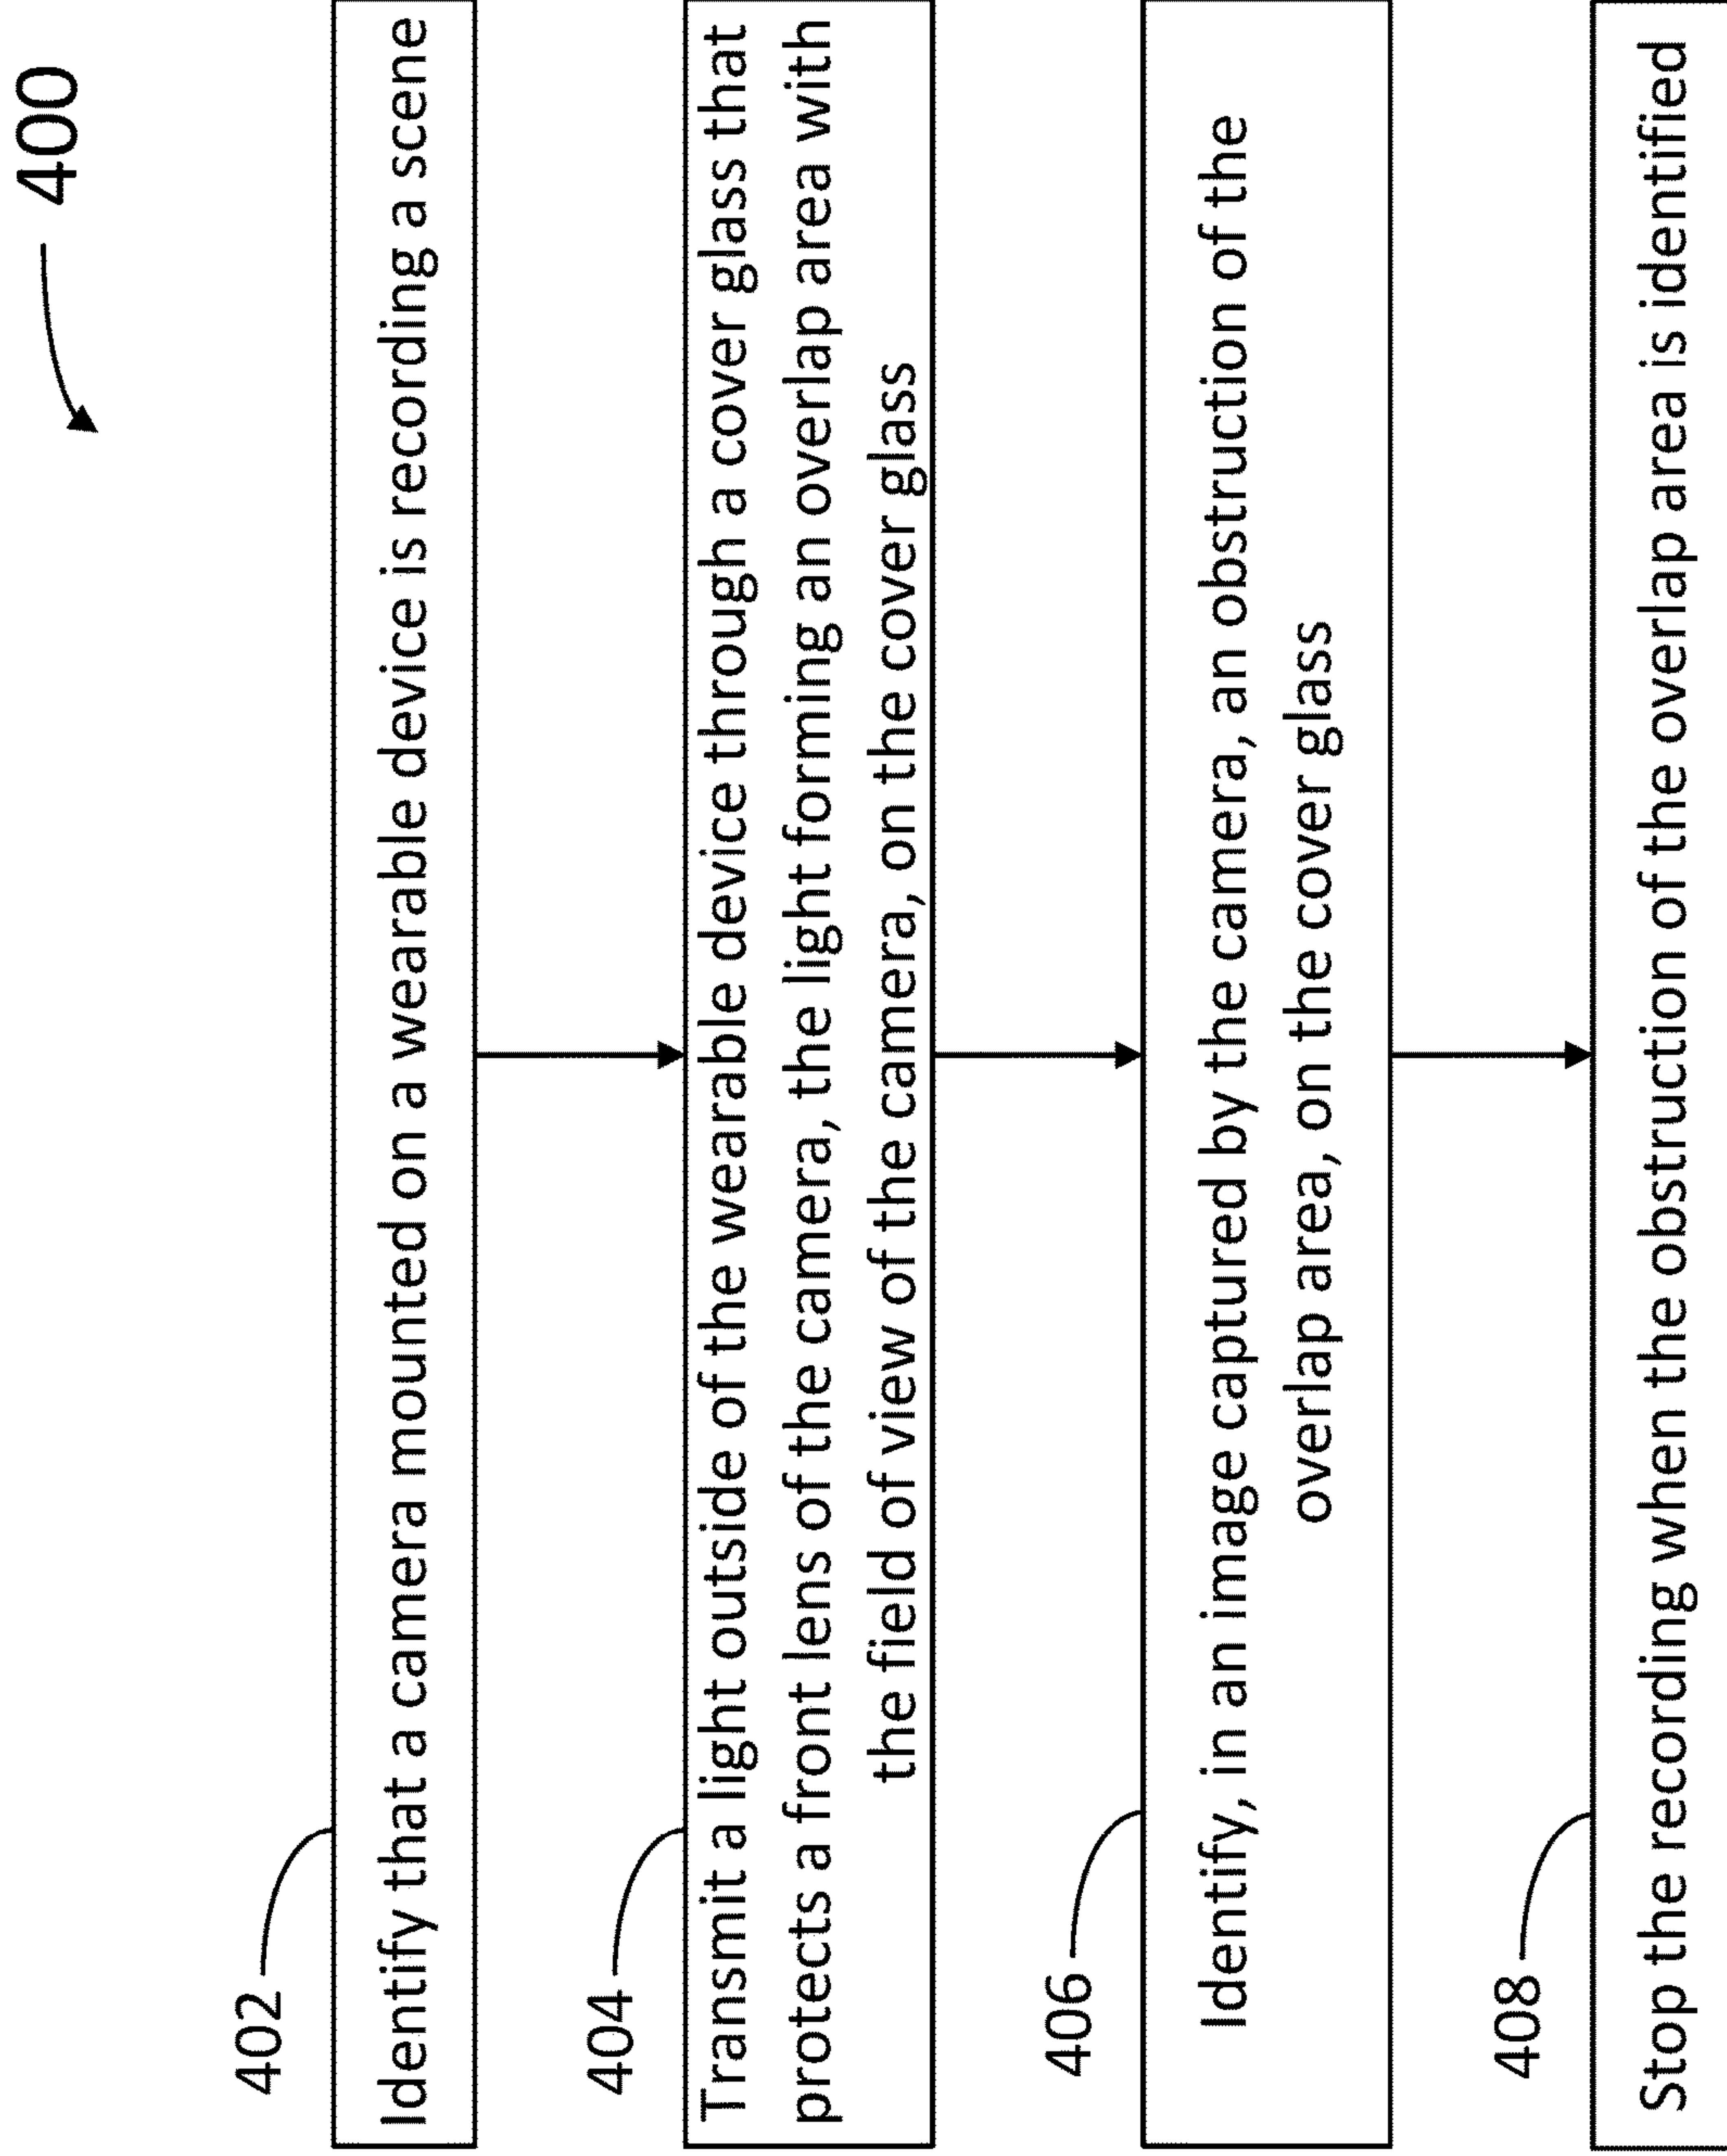 400
402
Identify that a camera mounted on a wearable device is recording a scene
404
Transmit a light outside of the wearable device through a cover glass that
protects a front lens of the camera, the light forming an overlap area with
the field of view of the camera, on the cover glass
406
Identify, in an image captured by the camera, an obstruction of the
overlap area, on the cover glass
408
Stop the recording when the obstruction of the overlap area is identified